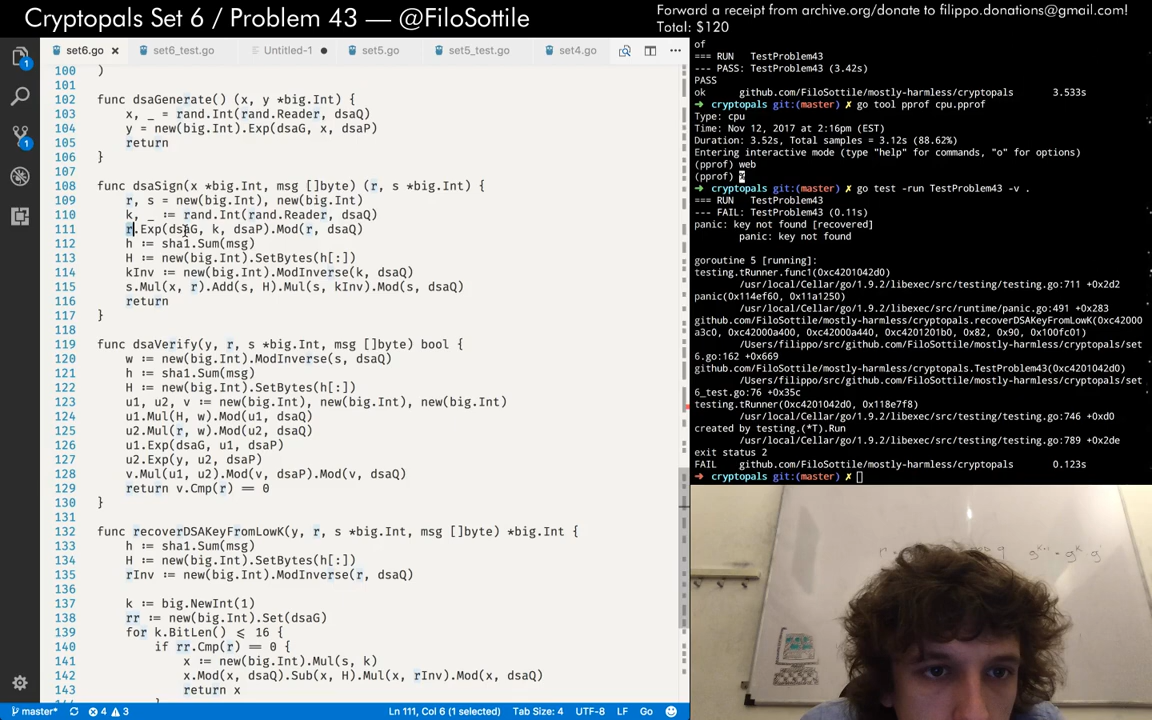 Cryptopals Set 6 / Problem 43 — @FiloSottile
Forward a receipt from archive.org/donate to filippo.donations@gmail.com!
Total: $120
set6.go
set6_test.go
Untitled-1
set5.go
set5_test.go
set4.go
100 )
101
102 func dsaGenerate() (x, y *big.Int) {
103 x, _ = rand.Int(rand.Reader, dsaQ)
104 y = new(big.Int).Exp(dsaG, x, dsaP)
105 return
106 }
107
108 func dsaSign(x *big.Int, msg []byte) (r, s *big.Int) {
109 r, s = new(big.Int), new(big.Int)
110 k, _ := rand.Int(rand.Reader, dsaQ)
111 r.Exp(dsaG, k, dsaP).Mod(r, dsaQ)
112 h := sha1.Sum(msg)
113 H := new(big.Int).SetBytes(h[:])
114 kInv := new(big.Int).ModInverse(k, dsaQ)
115 s.Mul(x, r).Add(s, H).Mul(s, kInv).Mod(s, dsaQ)
116 return
117 }
118
119 func dsaVerify(y, r, s *big.Int, msg []byte) bool {
120 w := new(big.Int).ModInverse(s, dsaQ)
121 h := sha1.Sum(msg)
122 H := new(big.Int).SetBytes(h[:])
123 u1, u2, v := new(big.Int), new(big.Int), new(big.Int)
124 u1.Mul(H, w).Mod(u1, dsaQ)
125 u2.Mul(r, w).Mod(u2, dsaQ)
126 u1.Exp(dsaG, u1, dsaP)
127 u2.Exp(y, u2, dsaP)
128 v.Mul(u1, u2).Mod(v, dsaP).Mod(v, dsaQ)
129 return v.Cmp(r) == 0
130 }
131
132 func recoverDSAKeyFromLowK(y, r, s *big.Int, msg []byte) *big.Int {
133 h := sha1.Sum(msg)
134 H := new(big.Int).SetBytes(h[:])
135 rInv := new(big.Int).ModInverse(r, dsaQ)
136
137 k := big.NewInt(1)
138 rr := new(big.Int).Set(dsaG)
139 for k.BitLen() <= 16 {
140 if rr.Cmp(r) == 0 {
141 x := new(big.Int).Mul(s, k)
142 x.Mod(x, dsaQ).Sub(x, H).Mul(x, rInv).Mod(x, dsaQ)
143 return x
master*
4
3
Ln 111, Col 6 (1 selected)
Tab Size: 4
UTF-8
LF
Go
of
=== RUN TestProblem43
--- PASS: TestProblem43 (3.42s)
PASS
ok github.com/FiloSottile/mostly-harmless/cryptopals 3.533s
➜ cryptopals git:(master) ✗ go tool pprof cpu.pprof
Type: cpu
Time: Nov 12, 2017 at 2:16pm (EST)
Duration: 3.52s, Total samples = 3.12s (88.62%)
Entering interactive mode (type "help" for commands, "o" for options)
(pprof) web
(pprof)
➜ cryptopals git:(master) ✗ go test -run TestProblem43 -v .
=== RUN TestProblem43
--- FAIL: TestProblem43 (0.11s)
panic: key not found [recovered]
panic: key not found
goroutine 5 [running]:
testing.tRunner.func1(0xc4201042d0)
/usr/local/Cellar/go/1.9.2/libexec/src/testing/testing.go:711 +0x2d2
panic(0x114ef60, 0x11a1250)
/usr/local/Cellar/go/1.9.2/libexec/src/runtime/panic.go:491 +0x283
github.com/FiloSottile/mostly-harmless/cryptopals.recoverDSAKeyFromLowK(0xc42000
a3c0, 0xc42000a400, 0xc42000a440, 0xc4201201b0, 0x82, 0x90, 0x100fc01)
/Users/filippo/src/github.com/FiloSottile/mostly-harmless/cryptopals/set
6.go:162 +0x669
github.com/FiloSottile/mostly-harmless/cryptopals.TestProblem43(0xc4201042d0)
/Users/filippo/src/github.com/FiloSottile/mostly-harmless/cryptopals/set
6_test.go:76 +0x35c
testing.tRunner(0xc4201042d0, 0x118e7f8)
/usr/local/Cellar/go/1.9.2/libexec/src/testing/testing.go:746 +0xd0
created by testing.(*T).Run
/usr/local/Cellar/go/1.9.2/libexec/src/testing/testing.go:789 +0x2de
exit status 2
FAIL github.com/FiloSottile/mostly-harmless/cryptopals 0.123s
➜ cryptopals git:(master) ✗